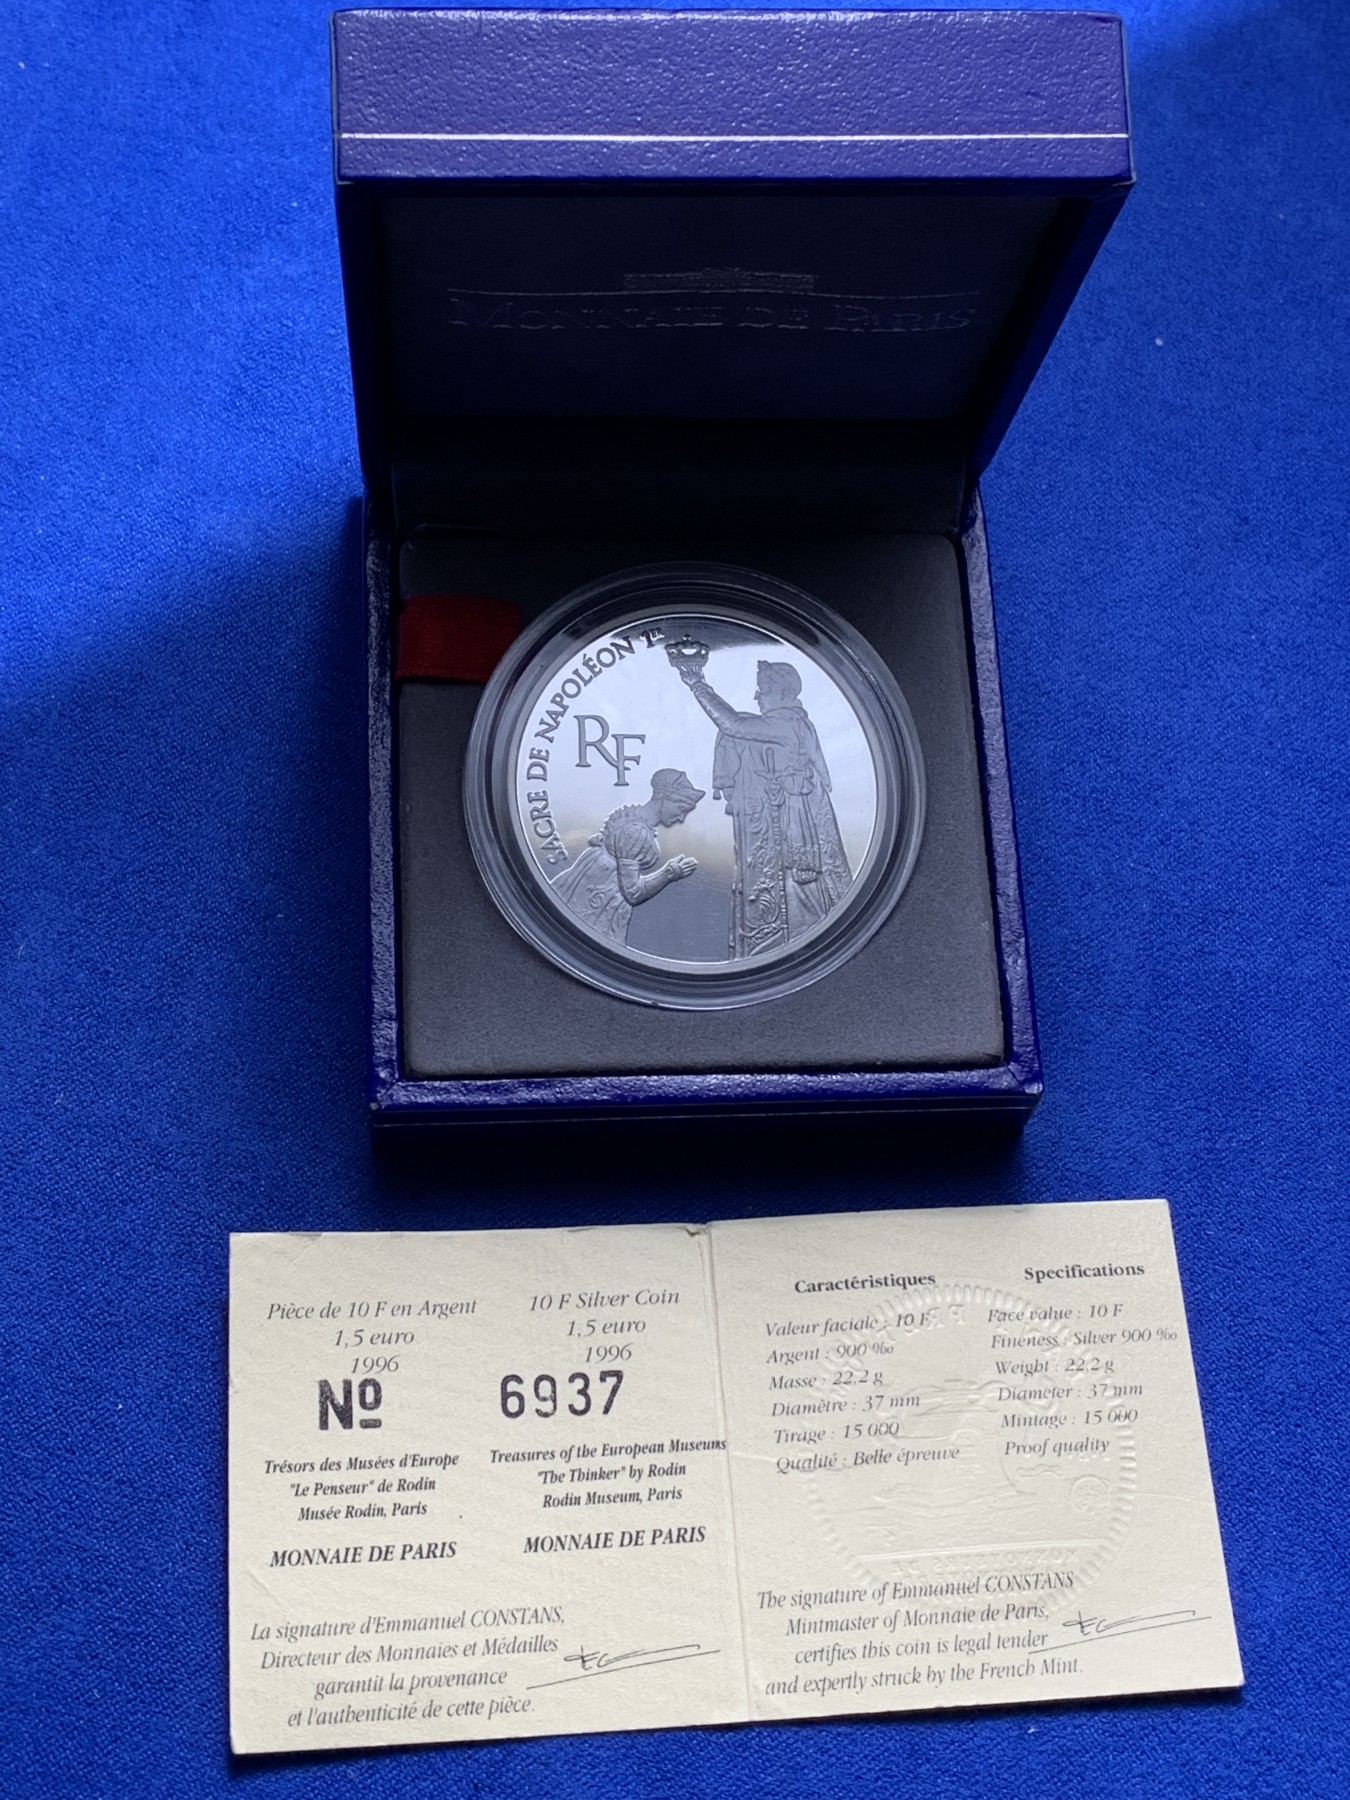 MONNAIE DE PARIS
SACRE DE NAPOLÉON 1ER
RF
Pièce de 10 F en Argent
1,5 euro
1996
10 F Silver Coin
1,5 euro
1996
Nº 6937
Trésors des Musées d'Europe
"Le Penseur" de Rodin
Musée Rodin, Paris
MONNAIE DE PARIS
Treasures of the European Museums
"The Thinker" by Rodin
Rodin Museum, Paris
MONNAIE DE PARIS
La signature d'Emmanuel CONSTANS,
Directeur des Monnaies et Médailles
garantit la provenance
et l'authenticité de cette pièce.
Caractéristiques
Valeur faciale : 10 F
Argent : 900 ‰
Masse : 22,2 g
Diamètre : 37 mm
Tirage : 15 000
Qualité : Belle épreuve
Specifications
Face value : 10 F
Fineness : Silver 900 ‰
Weight : 22,2 g
Diameter : 37 mm
Mintage : 15 000
Proof quality
The signature of Emmanuel CONSTANS
Mintmaster of Monnaie de Paris,
certifies this coin is legal tender
and expertly struck by the French Mint.